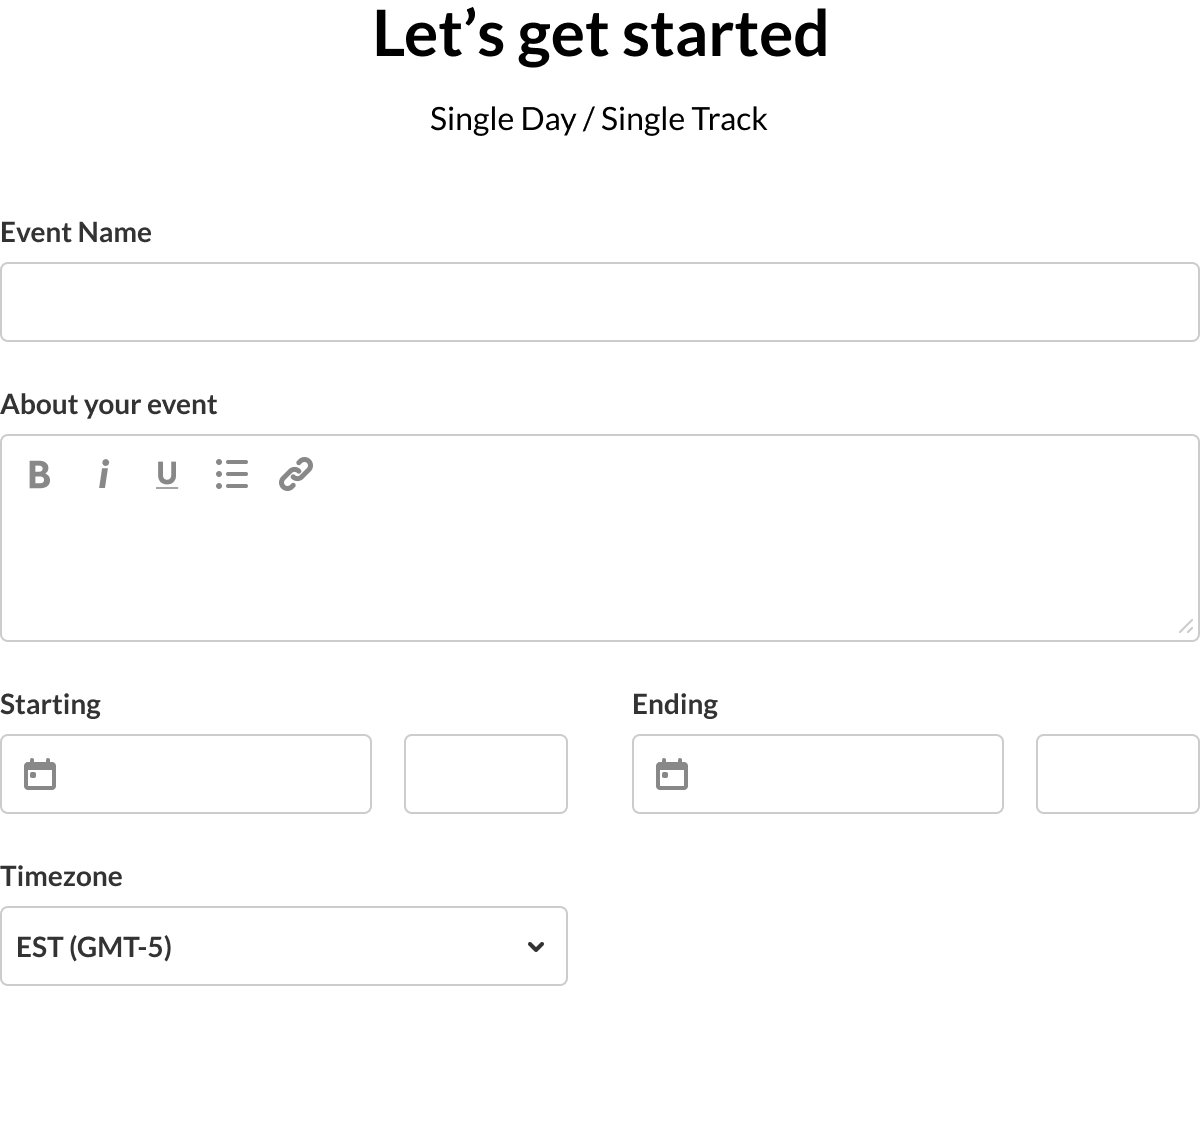 Let’s get started
Single Day / Single Track
Event Name
About your event
B i U
Starting Ending
Timezone
EST (GMT-5)